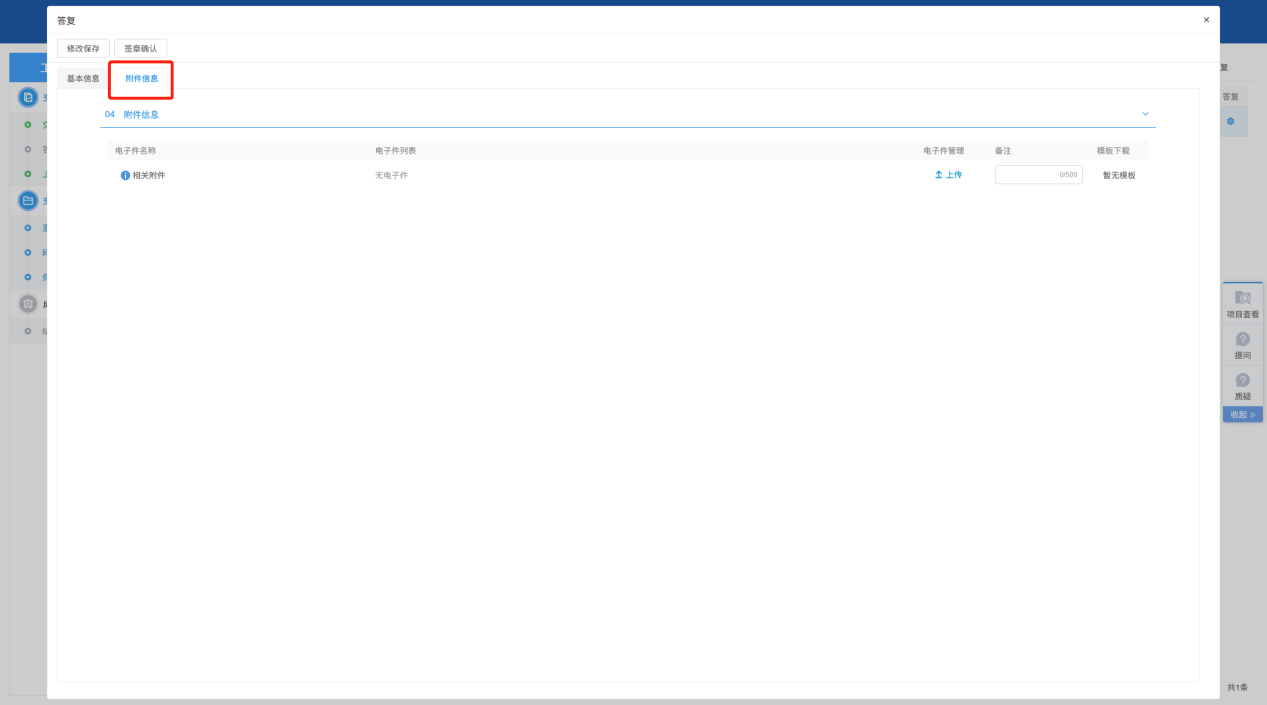 答复
×
修改保存 签章确认
基本信息 附件信息
04 附件信息
电子件名称 电子件列表 电子件管理 备注 模板下载
相关附件 无电子件 上传 0/500 暂无模板
复
答复
项目查看
提问
质疑
收起 »
共1条